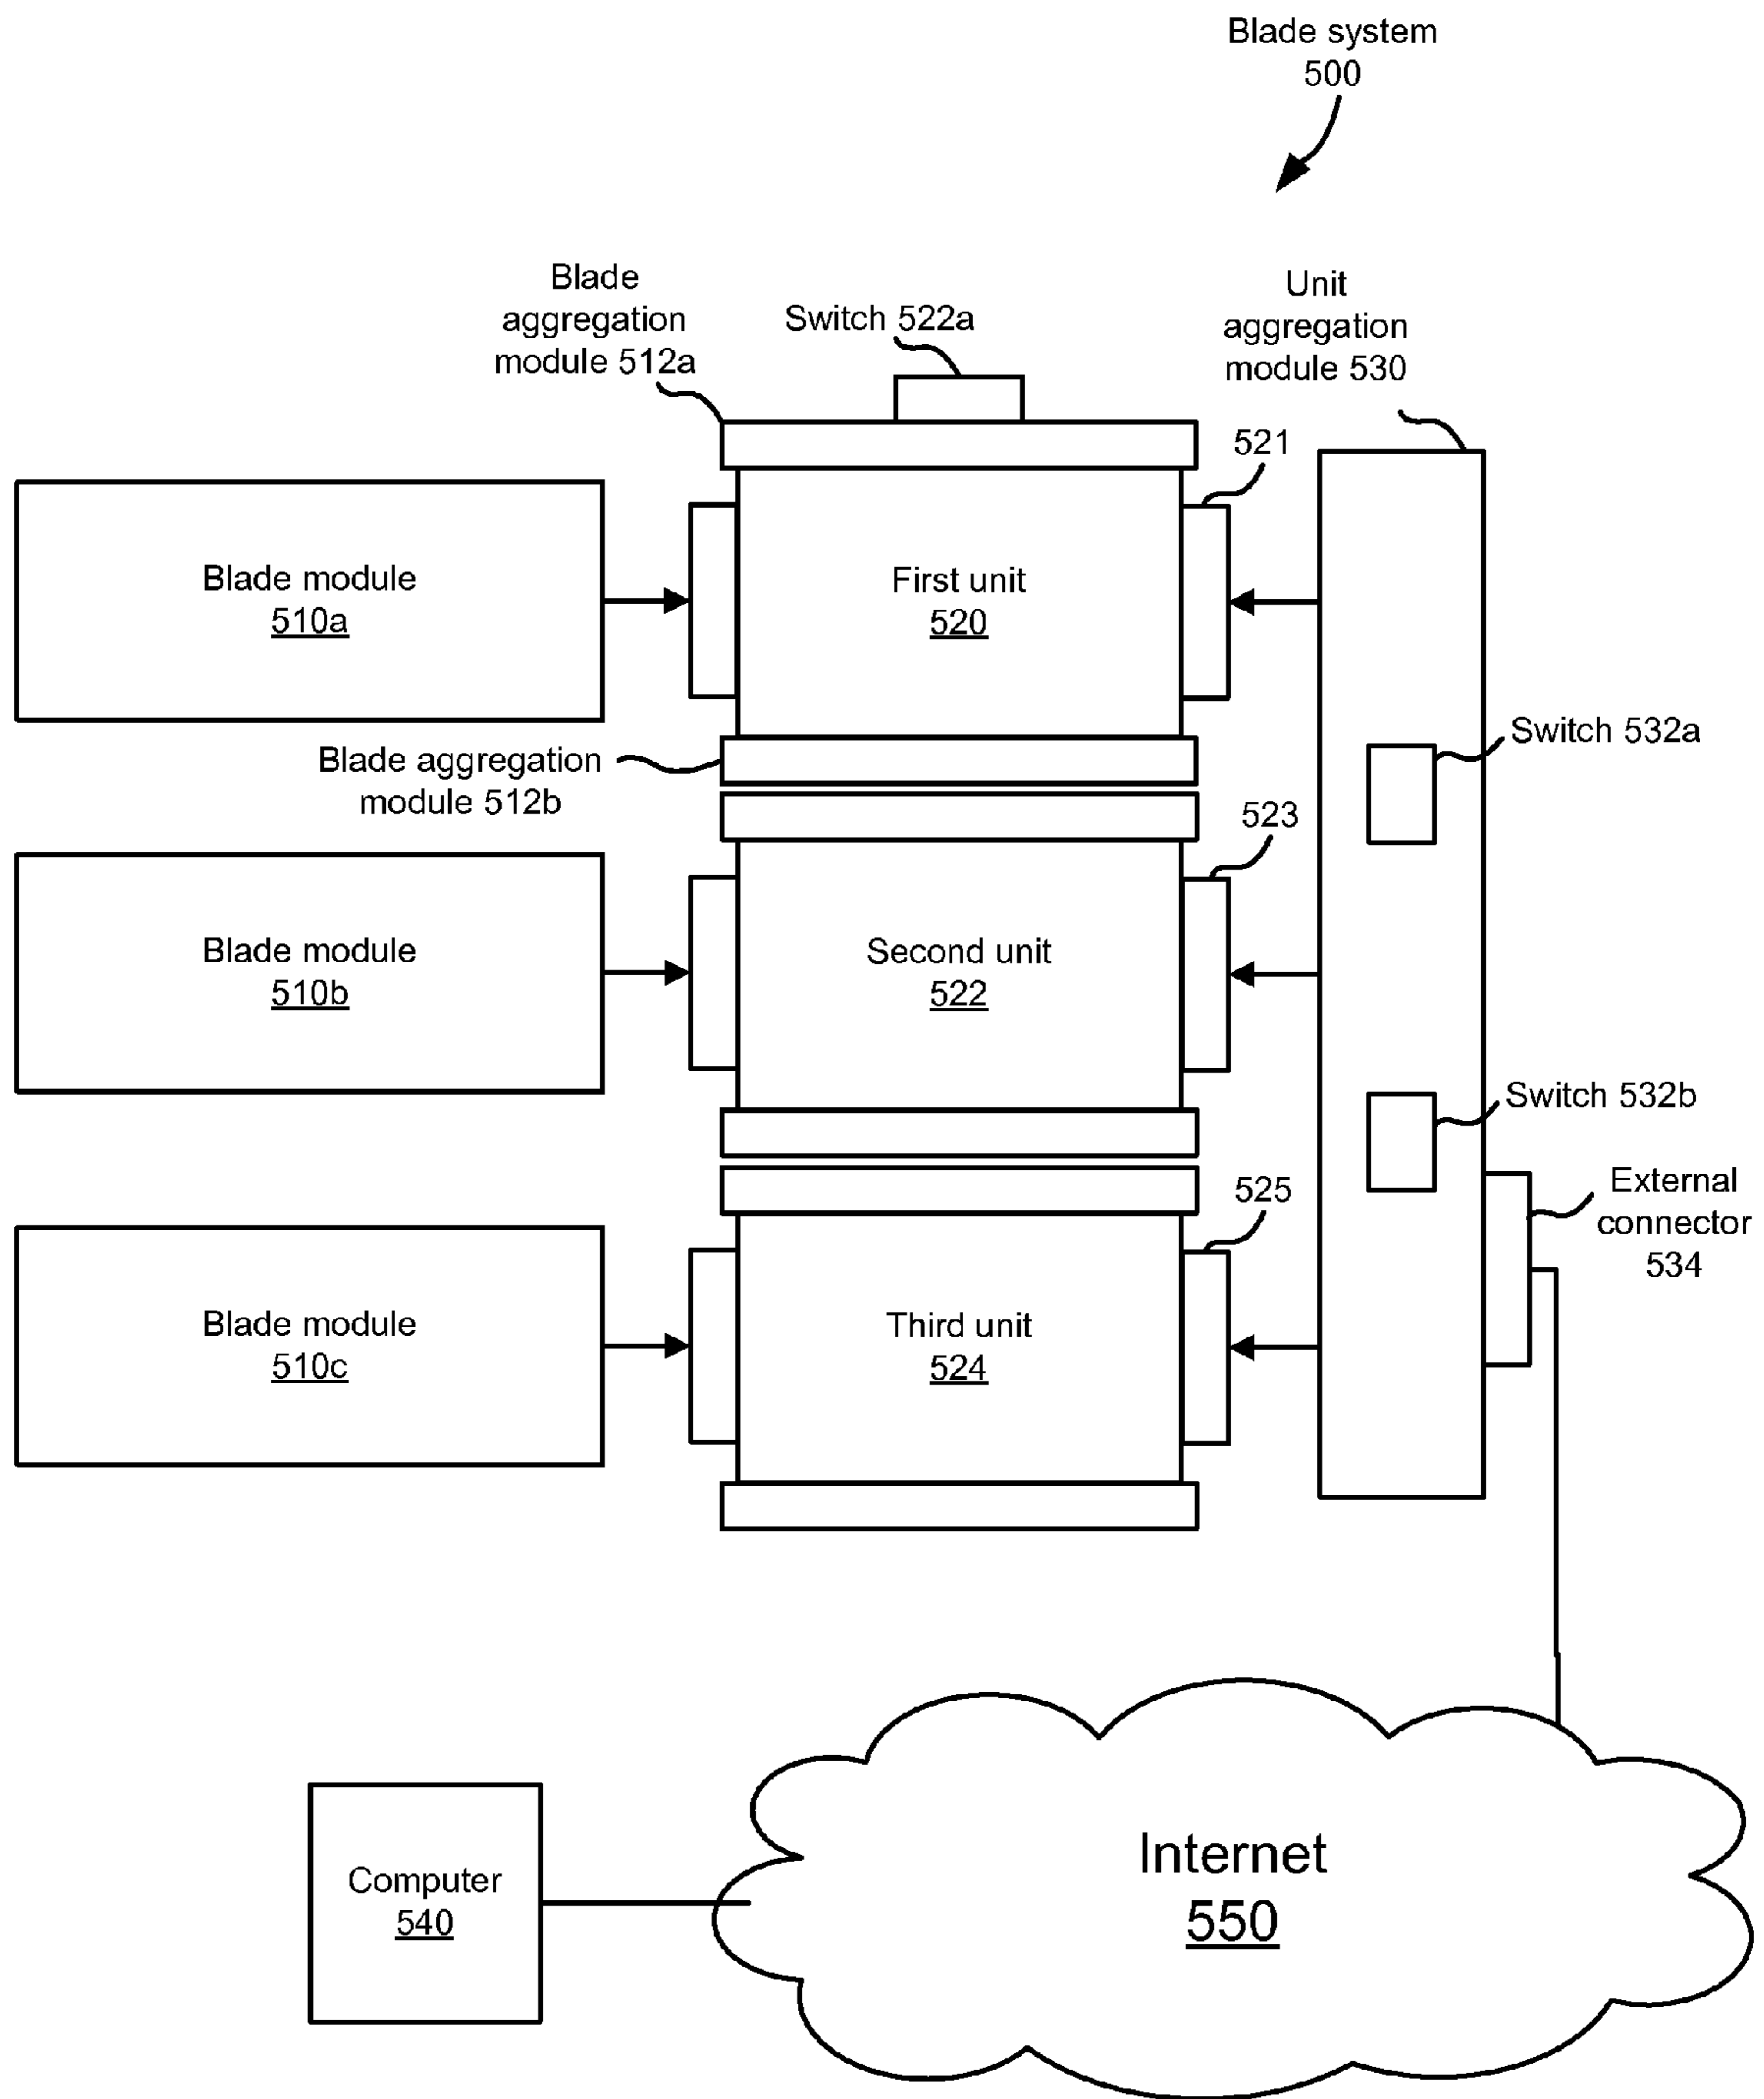 Blade system
500
Blade
aggregation
module 512a
Switch 522a
Unit
aggregation
module 530
521
Blade module
510a
First unit
520
Switch 532a
Blade aggregation
module 512b
523
Blade module
510b
Second unit
522
Switch 532b
525
External
connector
534
Blade module
510c
Third unit
524
Internet
550
Computer
540